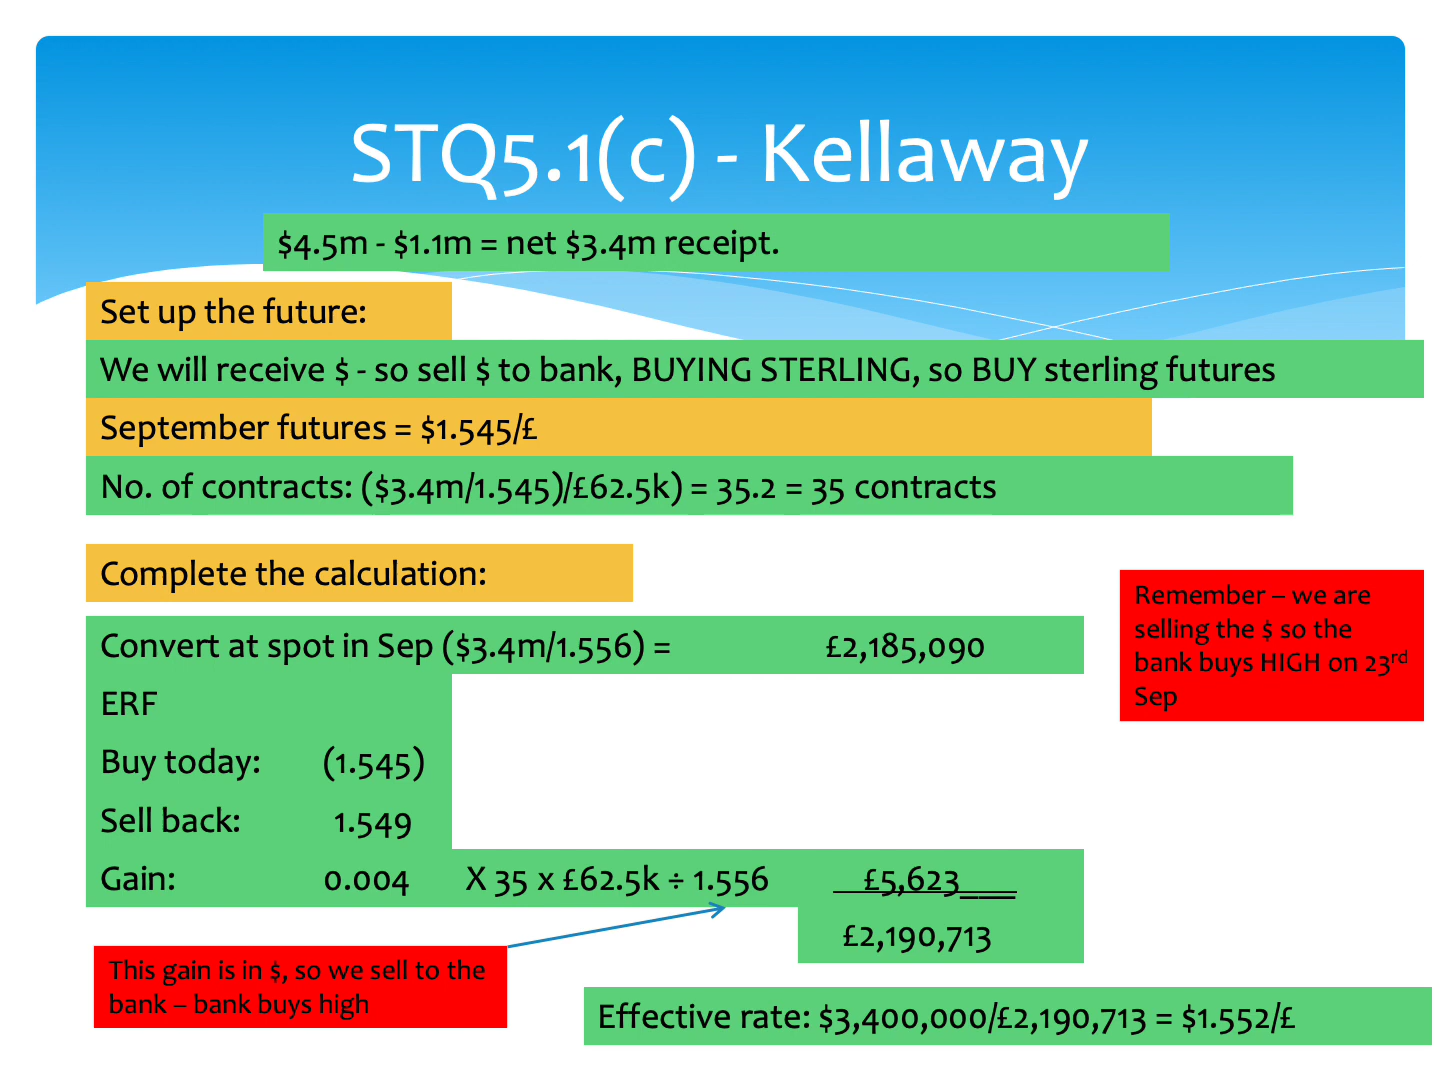 STQ5.1(c) - Kellaway
$4.5m - $1.1m = net $3.4m receipt.
Set up the future:
We will receive $ - so sell $ to bank, BUYING STERLING, so BUY sterling futures
September futures = $1.545/£
No. of contracts: ($3.4m/1.545)/£62.5k) = 35.2 = 35 contracts
Complete the calculation:
Convert at spot in Sep ($3.4m/1.556) = £2,185,090
Remember – we are
selling the $ so the
bank buys HIGH on 23rd
Sep
ERF
Buy today: (1.545)
Sell back: 1.549
Gain: 0.004 X 35 x £62.5k ÷ 1.556 £5,623___
£2,190,713
This gain is in $, so we sell to the
bank – bank buys high
Effective rate: $3,400,000/£2,190,713 = $1.552/£